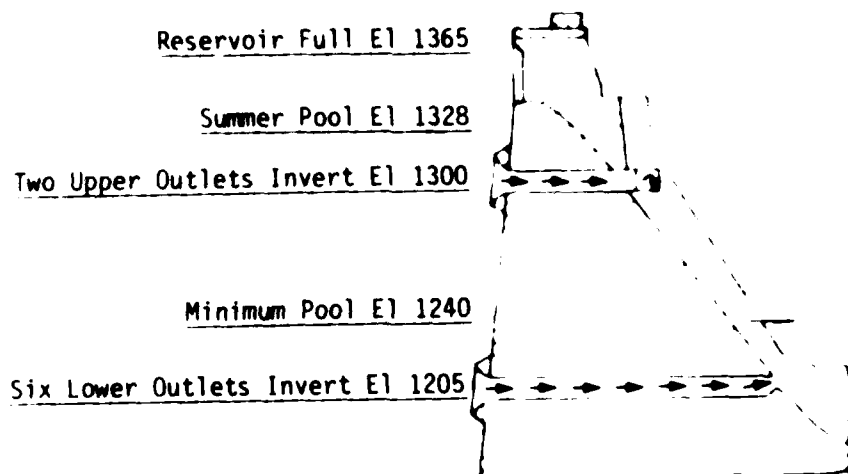 Reservoir Full El 1365
Summer Pool El 1328
Two Upper Outlets Invert El 1300
Minimum Pool El 1240
Six Lower Outlets Invert El 1205